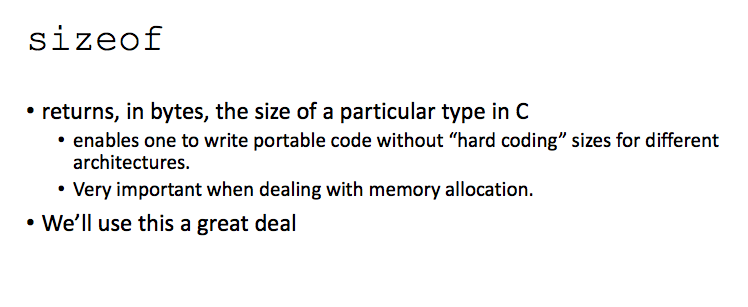 sizeof
• returns, in bytes, the size of a particular type in C
• enables one to write portable code without “hard coding” sizes for different
architectures.
• Very important when dealing with memory allocation.
• We’ll use this a great deal